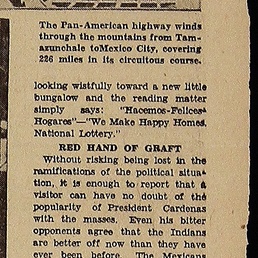 The Pan-American highway winds
through the mountains from Tam-
axunchale toMexico City, covering
226 miles in its circuitous course.
looking wistfully toward a new little
bungalow and the reading matter
simply says: "Hacemos-Felices
Hogares"—"We Make Happy Homes.
National Lottery."
RED HAND OF GRAFT
Without risking being lost in the
ramifications of the political situa-
tion, it is enough to report that a
visitor can have no doubt of the
popularity of President Cardenas
with the masses. Even his bitter
opponents agree that the Indians
are better off now than they have
ever been before. The Mexicans